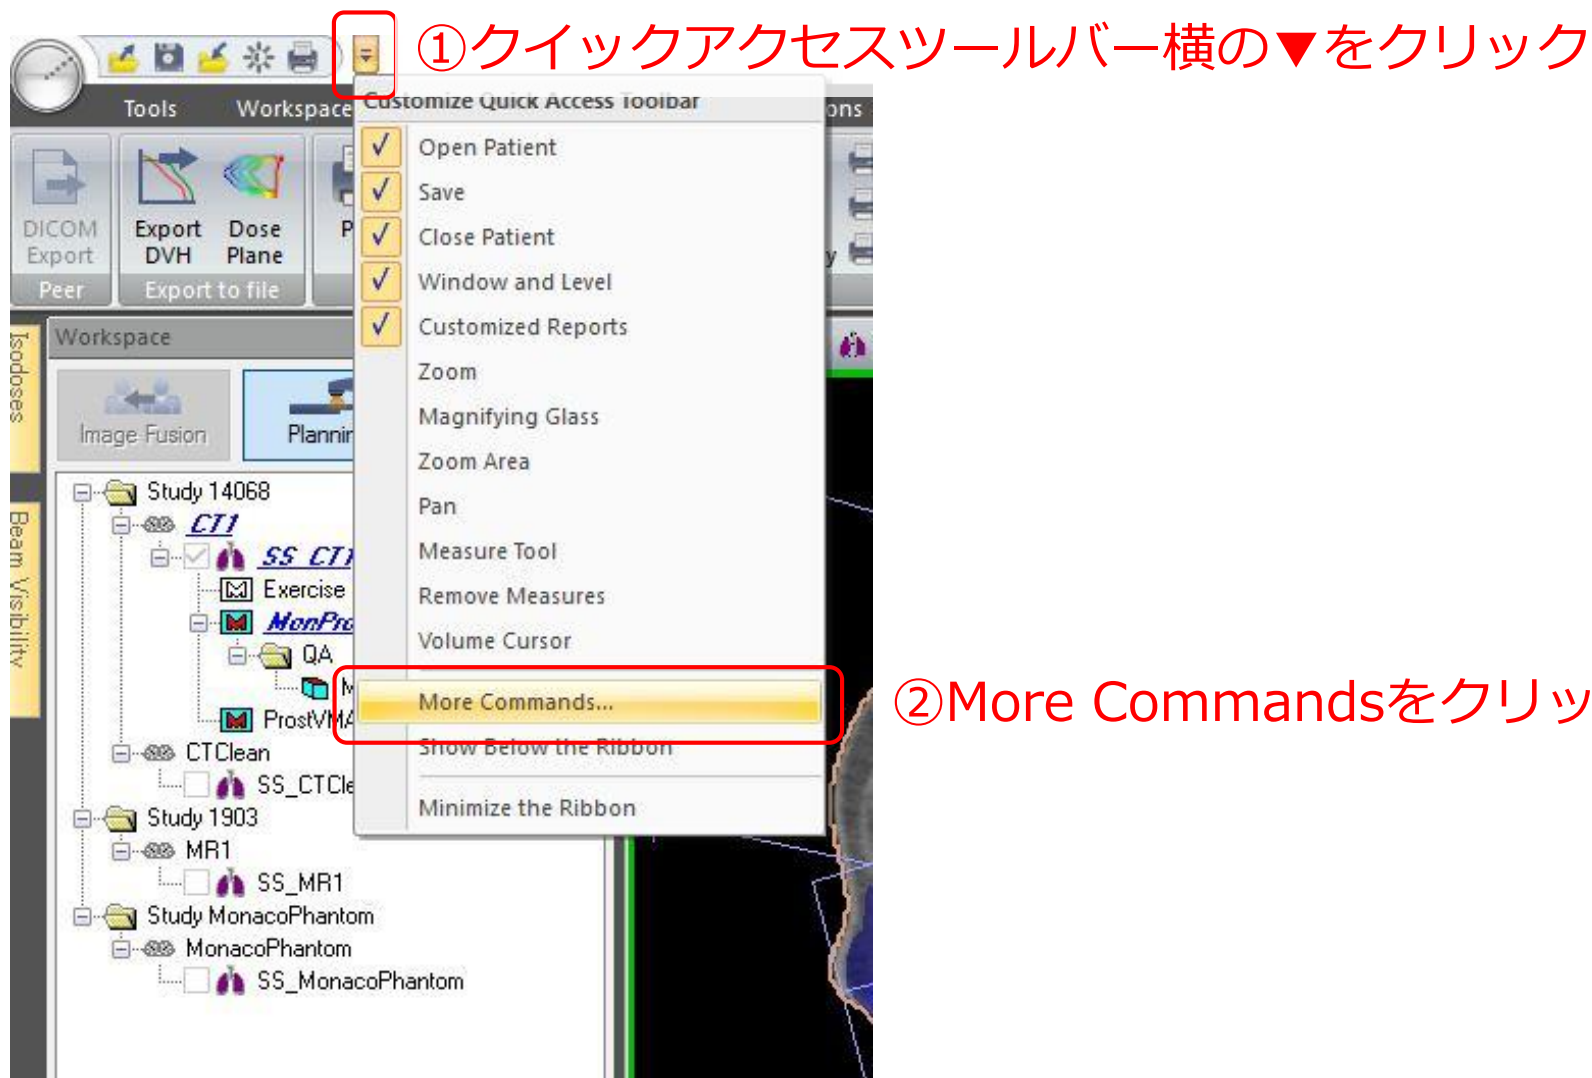 ①クイックアクセスツールバー横の▼をクリック
Tools Workspace
ons
Customize Quick Access Toolbar
Open Patient
Save
Close Patient
Window and Level
Customized Reports
Zoom
Magnifying Glass
Zoom Area
Pan
Measure Tool
Remove Measures
Volume Cursor
More Commands...
Show Below the Ribbon
Minimize the Ribbon
②More Commandsをクリッ
DICOM
Export
Peer
Export
DVH
Dose
Plane
Export to file
P
y
Isodoses
Beam Visibility
Workspace
Image Fusion
Plannin
Study 14068
CT1
SS_CT1
Exercise
MonPro
QA
M
ProstVMA
CTClean
SS_CTCle
Study 1903
MR1
SS_MR1
Study MonacoPhantom
MonacoPhantom
SS_MonacoPhantom